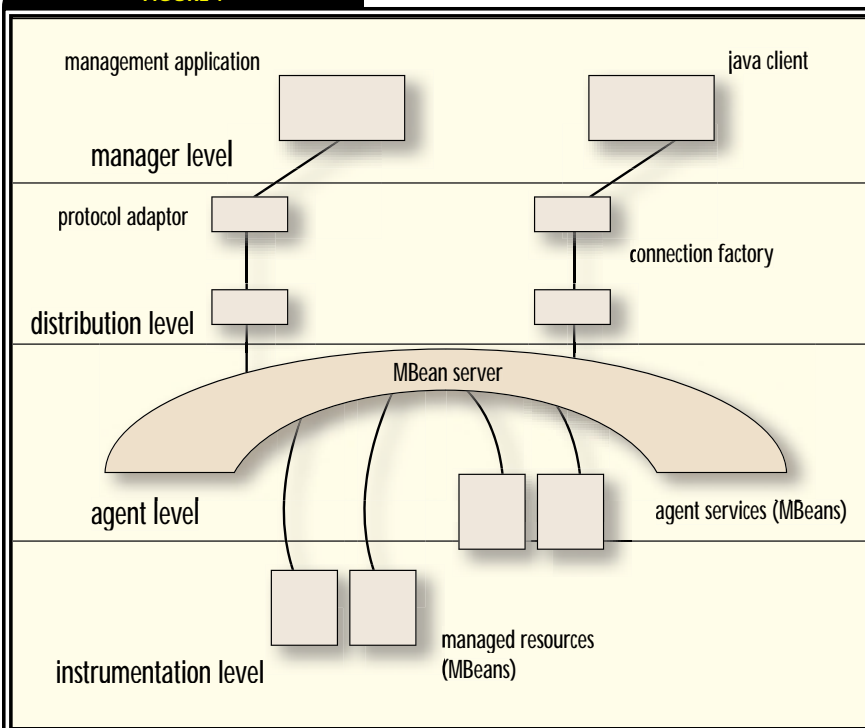 management application
java client
manager level
protocol adaptor
connection factory
distribution level
MBean server
agent level
agent services (MBeans)
managed resources
(MBeans)
instrumentation level